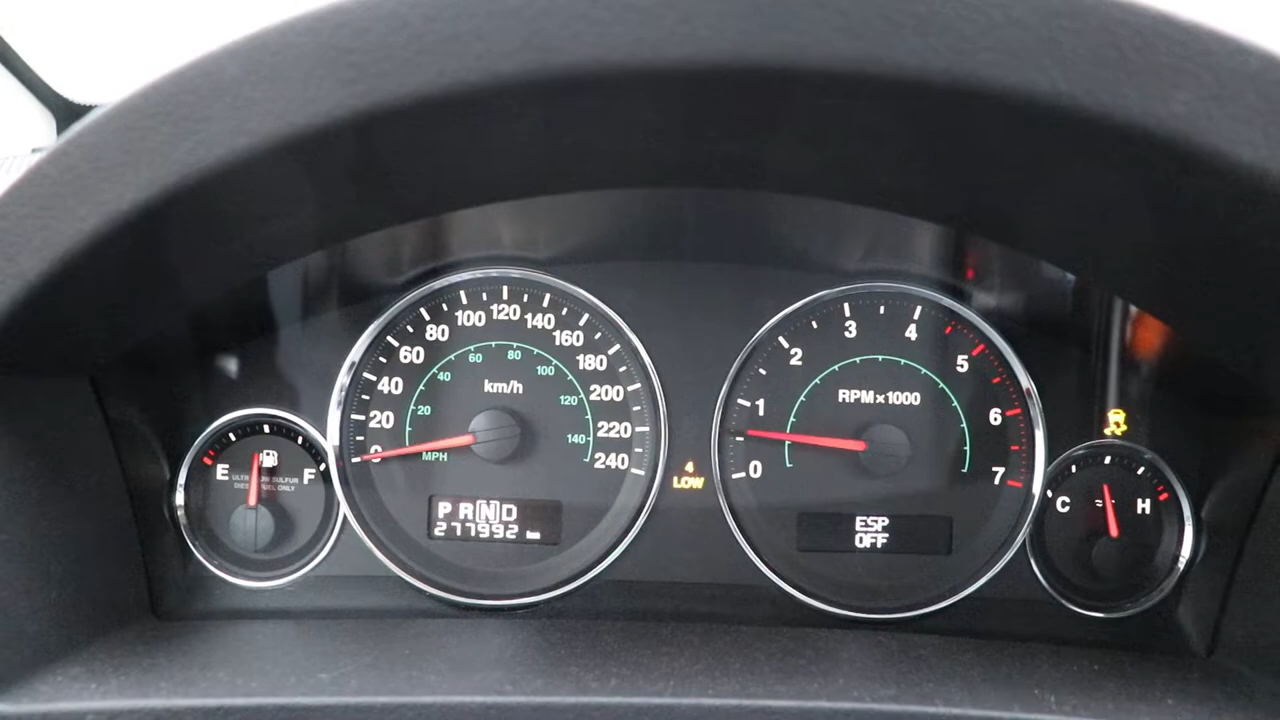 E F
ULTRA LOW SULFUR
DIESEL FUEL ONLY
0 20 40 60 80 100 120 140 160 180 200 220 240
20 40 60 80 100 120 140
km/h
MPH
P R N D
277992 km
4
LOW
0 1 2 3 4 5 6 7
RPM×1000
ESP
OFF
C H